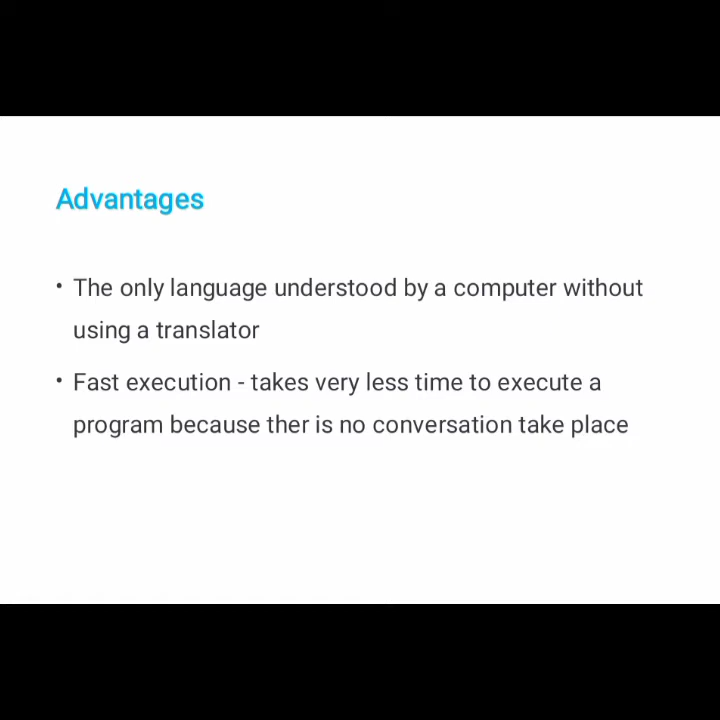 Advantages
• The only language understood by a computer without
using a translator
• Fast execution - takes very less time to execute a
program because ther is no conversation take place